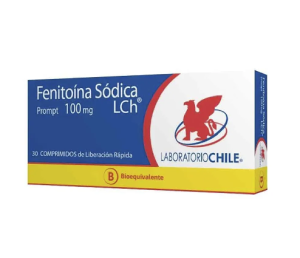 Fenitoína Sódica
LCh®
Prompt 100 mg
30 COMPRIMIDOS de Liberación Rápida
LABORATORIOCHILE
B Bioequivalente